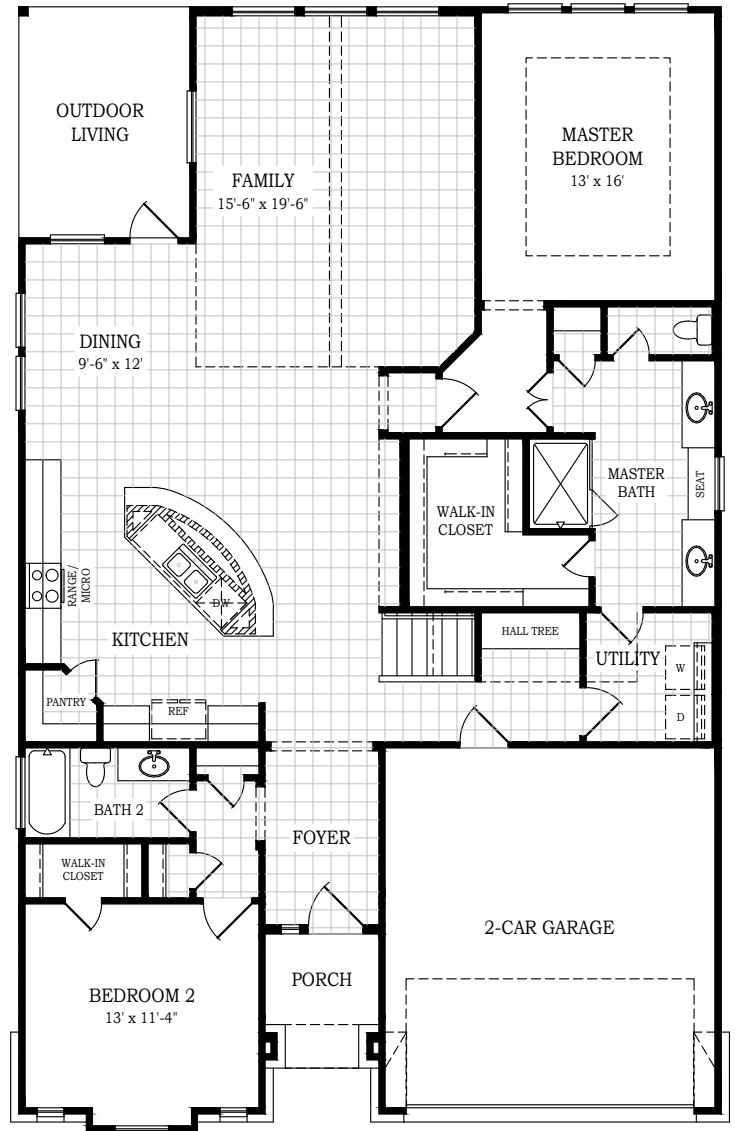 OUTDOOR
LIVING
MASTER
BEDROOM
13' x 16'
FAMILY
15'-6" x 19'-6"
DINING
9'-6" x 12'
MASTER
BATH
SEAT
WALK-IN
CLOSET
RANGE/
MICRO
DW
KITCHEN
HALL TREE
UTILITY
W
D
PANTRY
REF
BATH 2
FOYER
WALK-IN
CLOSET
2-CAR GARAGE
PORCH
BEDROOM 2
13' x 11'-4"